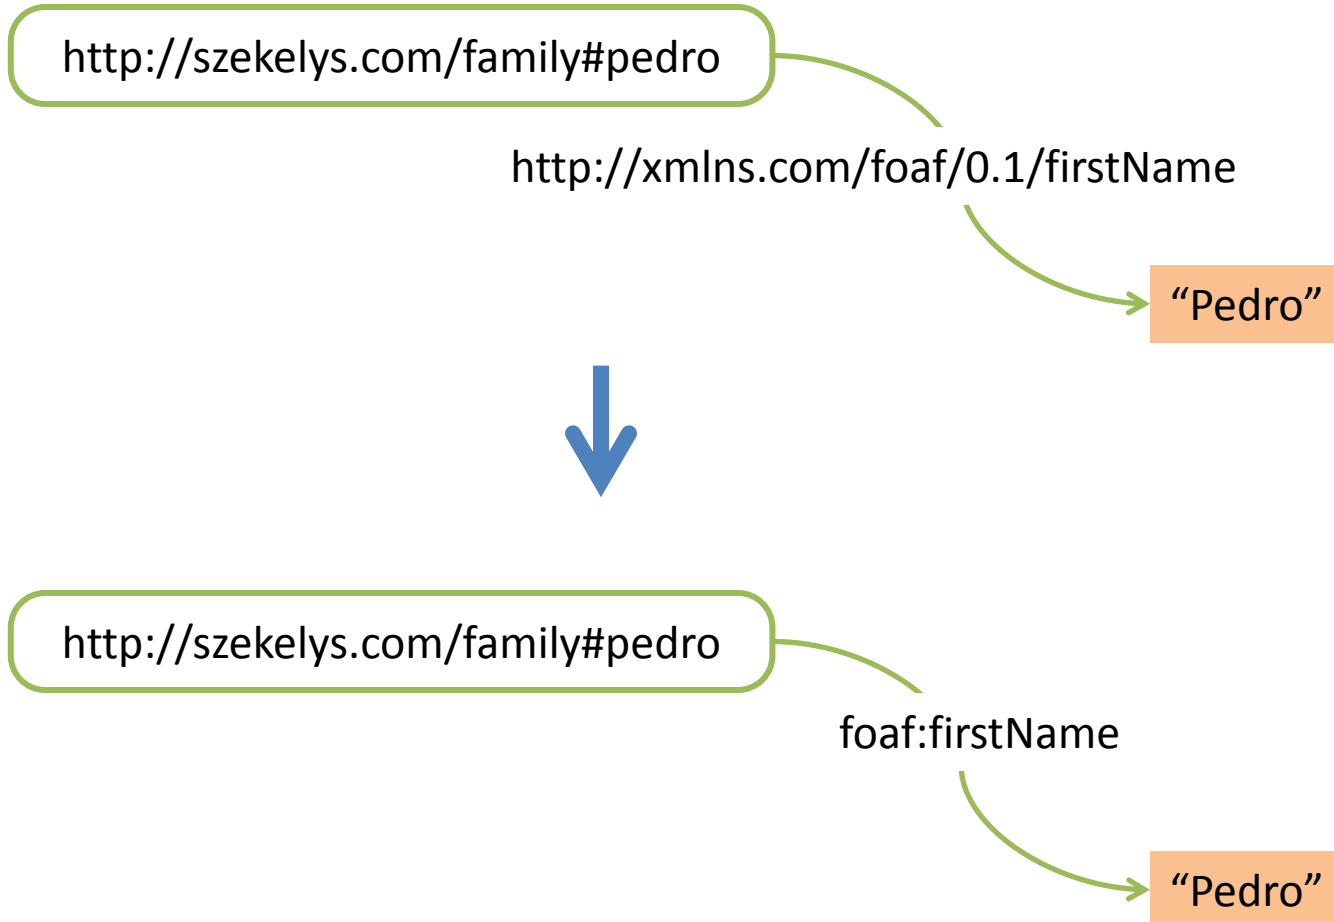 http://szekelys.com/family#pedro
http://xmlns.com/foaf/0.1/firstName
“Pedro”
http://szekelys.com/family#pedro
foaf:firstName
“Pedro”